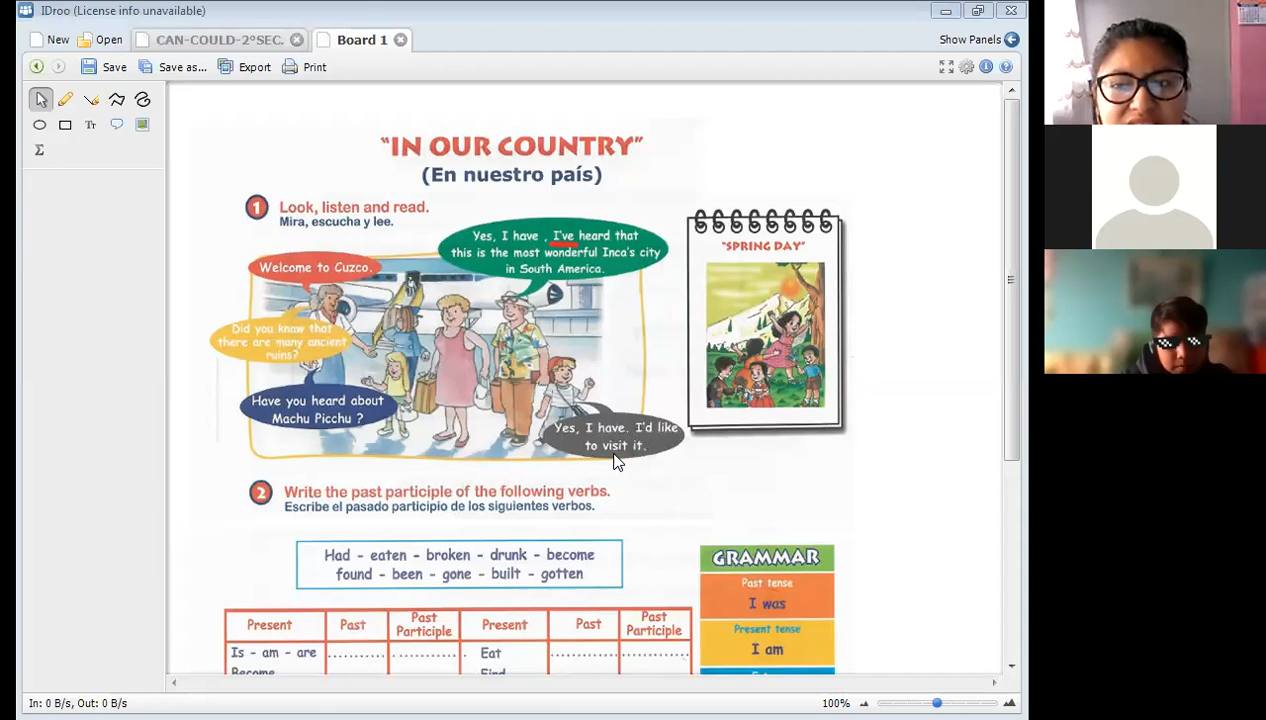 IDroo (License info unavailable)
New
Open
CAN-COULD-2°SEC.
Board 1
Show Panels
Save
Save as...
Export
Print
"IN OUR COUNTRY"
(En nuestro país)
1 Look, listen and read.
Mira, escucha y lee.
Yes, I have , I've heard that
this is the most wonderful Inca's city
in South America.
Welcome to Cuzco.
Did you know that
there are many ancient
ruins?
Have you heard about
Machu Picchu ?
Yes, I have. I'd like
to visit it.
"SPRING DAY"
2 Write the past participle of the following verbs.
Escribe el pasado participio de los siguientes verbos.
Had - eaten - broken - drunk - become
found - been - gone - built - gotten
Present Past Past Participle Present Past Past Participle
Is - am - are .............. .............. Eat .............. ..............
Become Find
GRAMMAR
Past tense
I was
Present tense
I am
In: 0 B/s, Out: 0 B/s
100%